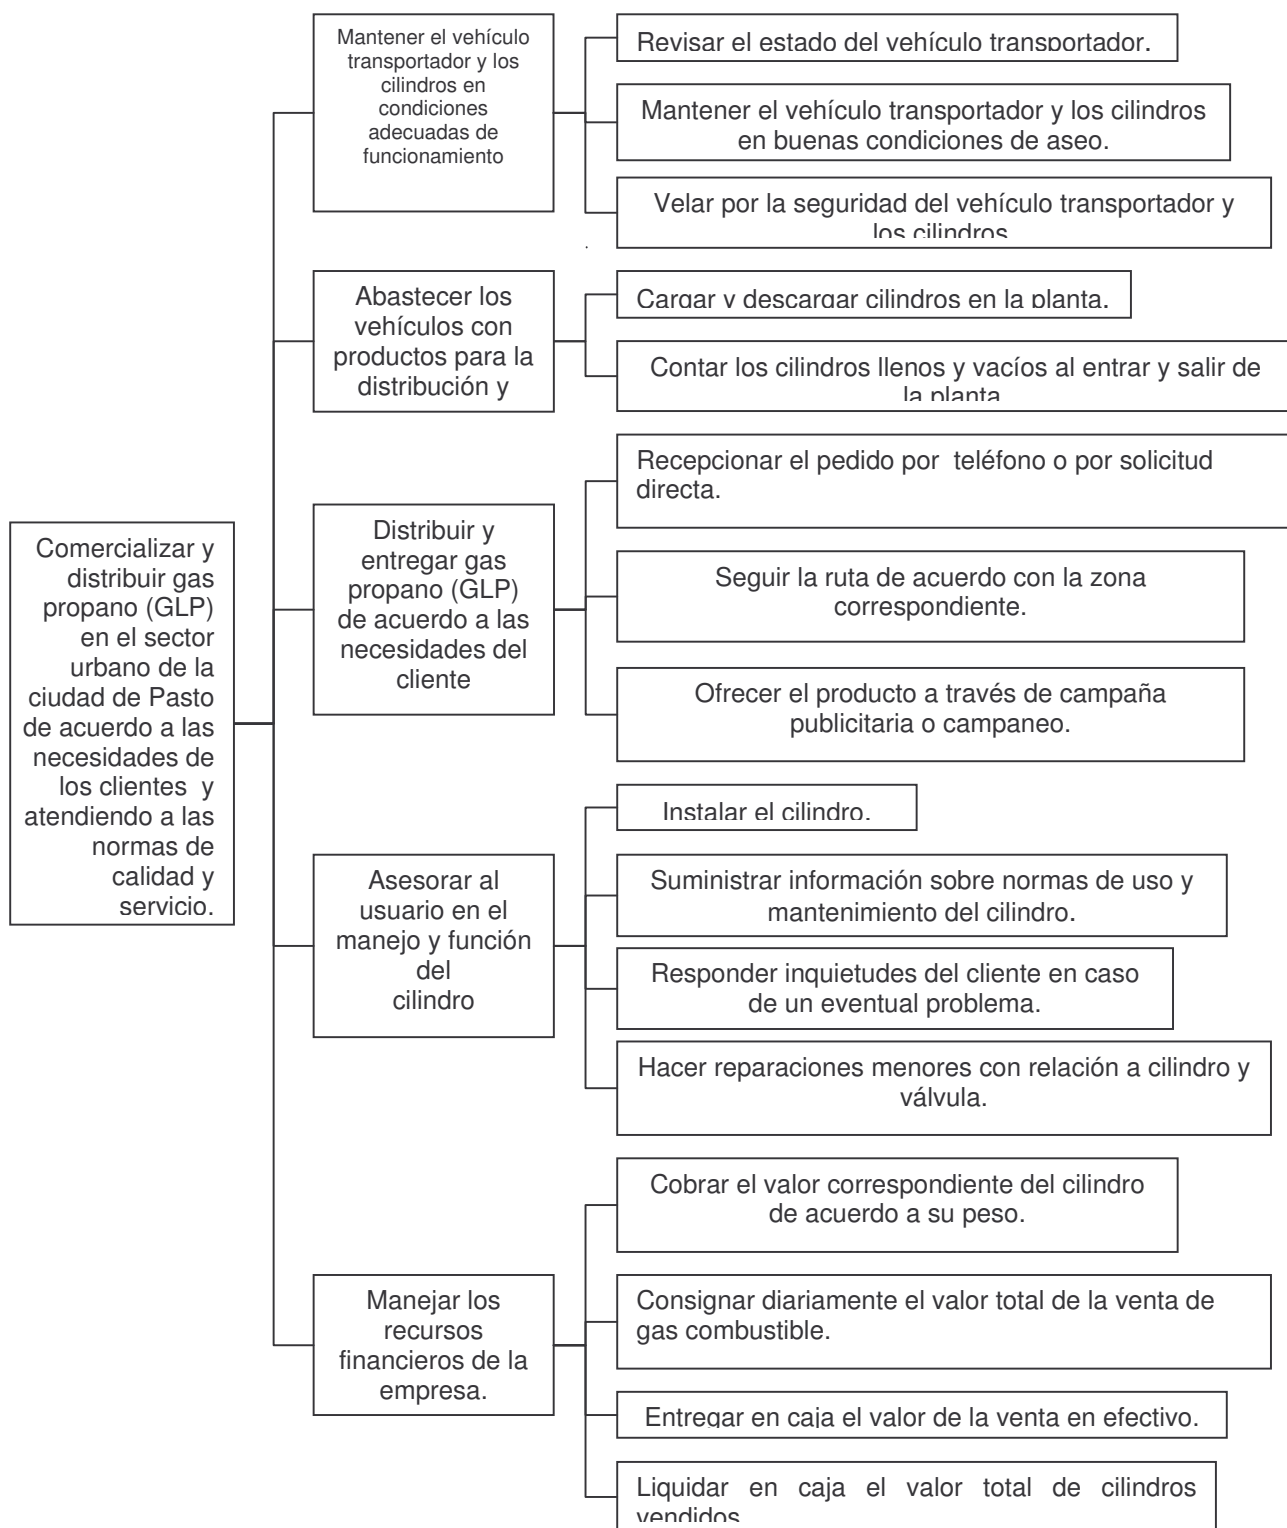 Comercializar y
distribuir gas
propano (GLP)
en el sector
urbano de la
ciudad de Pasto
de acuerdo a las
necesidades de
los clientes y
atendiendo a las
normas de
calidad y
servicio.
Mantener el vehículo
transportador y los
cilindros en
condiciones
adecuadas de
funcionamiento
Revisar el estado del vehículo transportador.
Mantener el vehículo transportador y los cilindros
en buenas condiciones de aseo.
Velar por la seguridad del vehículo transportador y
los cilindros
Abastecer los
vehículos con
productos para la
distribución y
Cargar y descargar cilindros en la planta.
Contar los cilindros llenos y vacíos al entrar y salir de
la planta
Distribuir y
entregar gas
propano (GLP)
de acuerdo a las
necesidades del
cliente
Recepcionar el pedido por teléfono o por solicitud
directa.
Seguir la ruta de acuerdo con la zona
correspondiente.
Ofrecer el producto a través de campaña
publicitaria o campaneo.
Asesorar al
usuario en el
manejo y función
del
cilindro
Instalar el cilindro.
Suministrar información sobre normas de uso y
mantenimiento del cilindro.
Responder inquietudes del cliente en caso
de un eventual problema.
Hacer reparaciones menores con relación a cilindro y
válvula.
Manejar los
recursos
financieros de la
empresa.
Cobrar el valor correspondiente del cilindro
de acuerdo a su peso.
Consignar diariamente el valor total de la venta de
gas combustible.
Entregar en caja el valor de la venta en efectivo.
Liquidar en caja el valor total de cilindros
vendidos